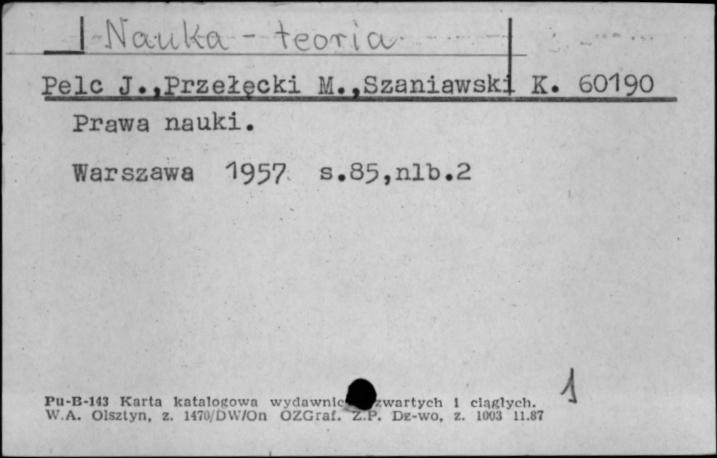 Nauka - teoria
Pelc J.,Przełęcki M.,Szaniawski K. 60190
Prawa nauki.
Warszawa 1957 s.85,nlb.2
1
Pu-B-143 Karta katalogowa zwartych i ciągłych.
W.A. Olsztyn, z. 1470/DW/On OZGraf. Z.P. Dz-wo, z. 1003 11.87